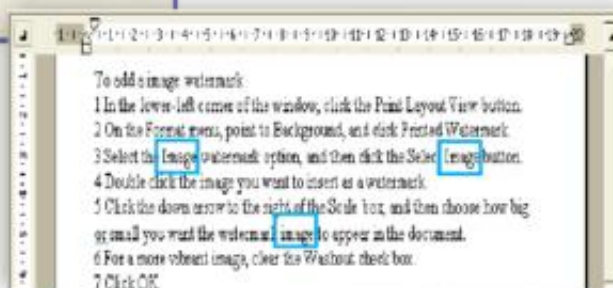 To add a image watermark
1 In the lower-left corner of the window, click the Print Layout View button.
2 On the Format menu, point to Background, and click Printed Watermark.
3 Select the Image watermark option, and then click the Select Image button.
4 Double click the image you want to insert as a watermark.
5 Click the down arrow to the right of the Scale box, and then choose how big
or small you want the watermark image to appear in the document.
6 For a more vibrant image, clear the Washout check box.
7 Click OK